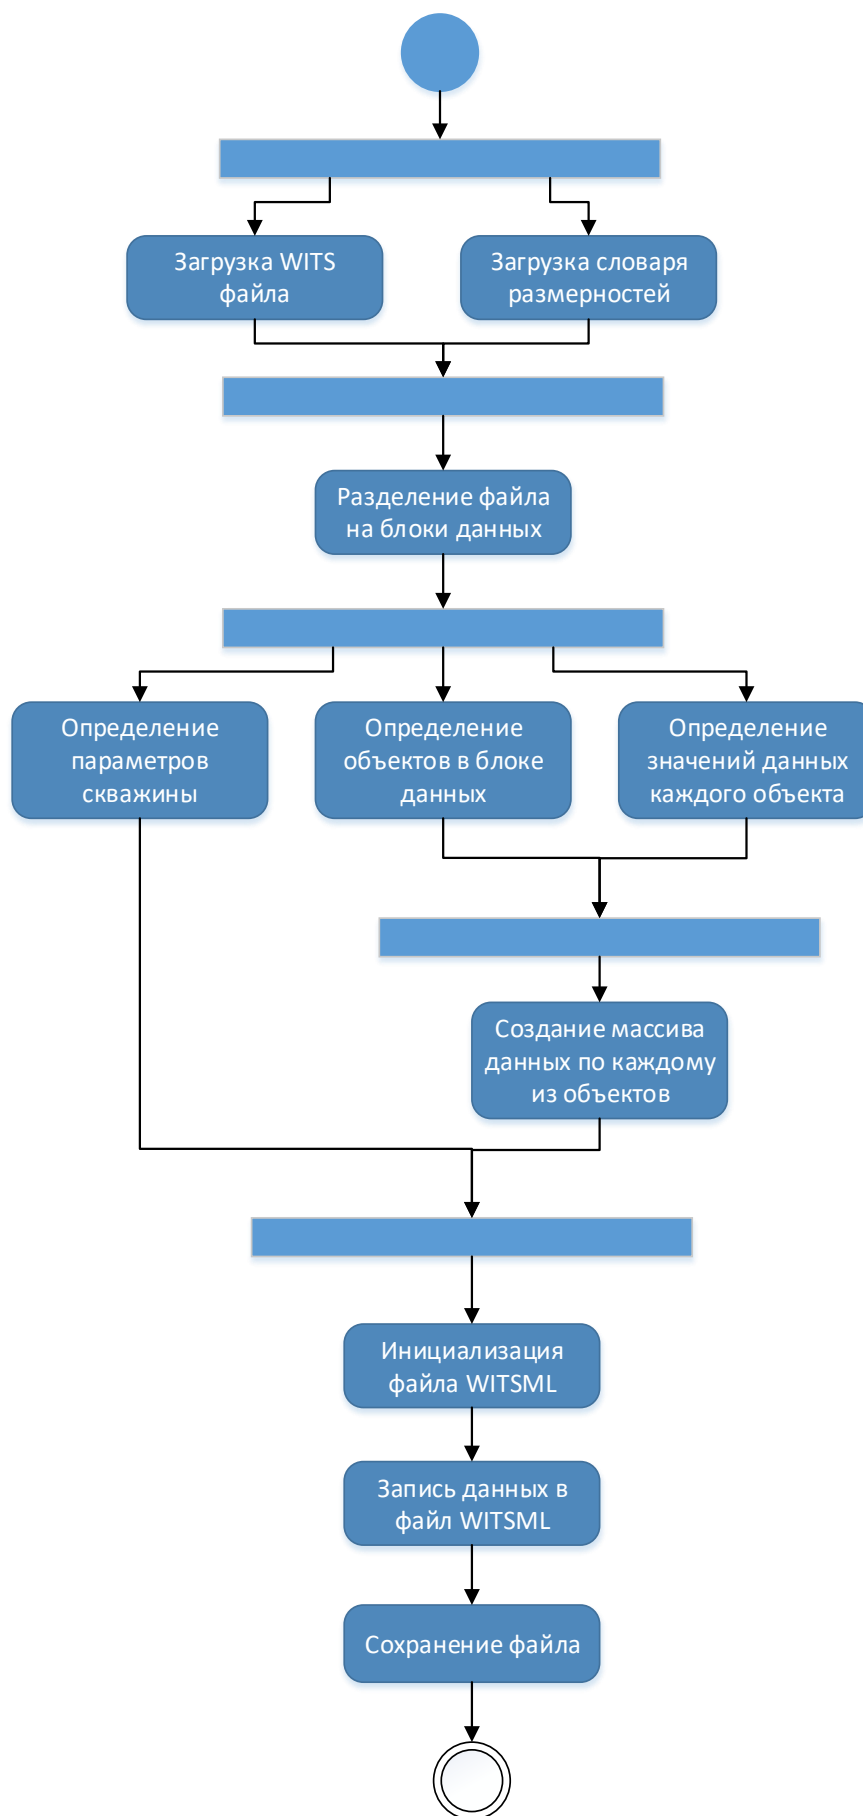 Загрузка WITS
файла
Загрузка словаря
размерностей
Разделение файла
на блоки данных
Определение
параметров
скважины
Определение
объектов в блоке
данных
Определение
значений данных
каждого объекта
Создание массива
данных по каждому
из объектов
Инициализация
файла WITSML
Запись данных в
файл WITSML
Сохранение файла